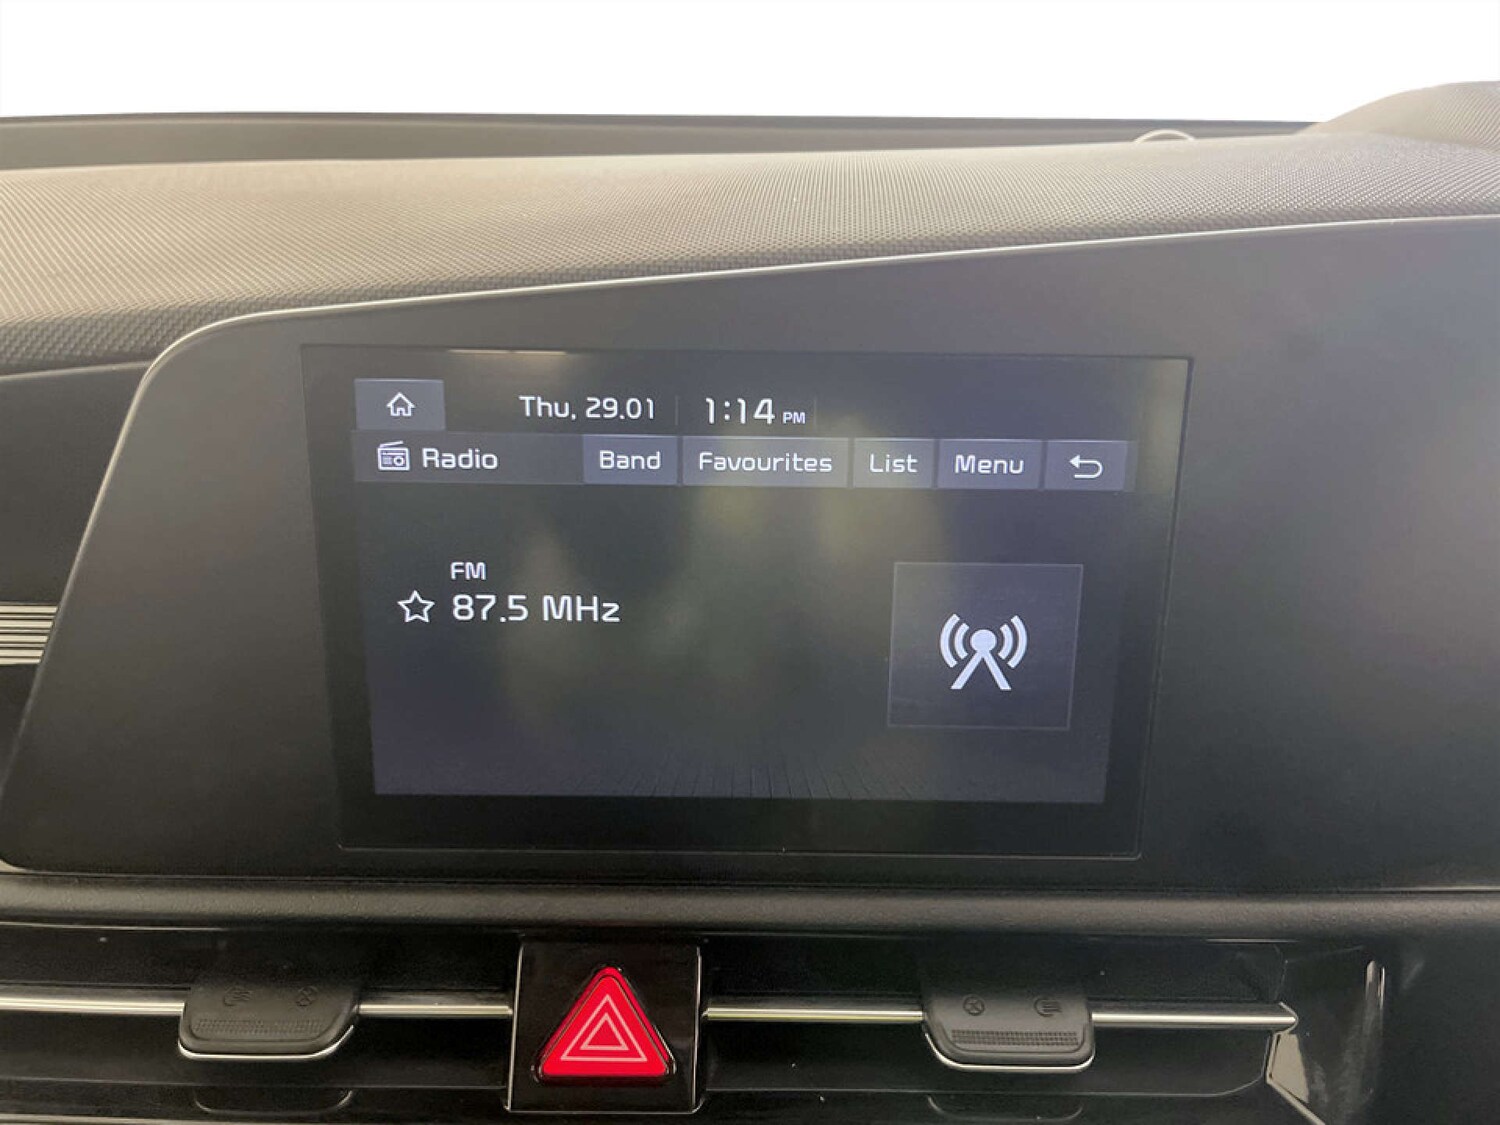 Thu, 29.01 1:14 PM
Radio Band Favourites List Menu
FM
87.5 MHz